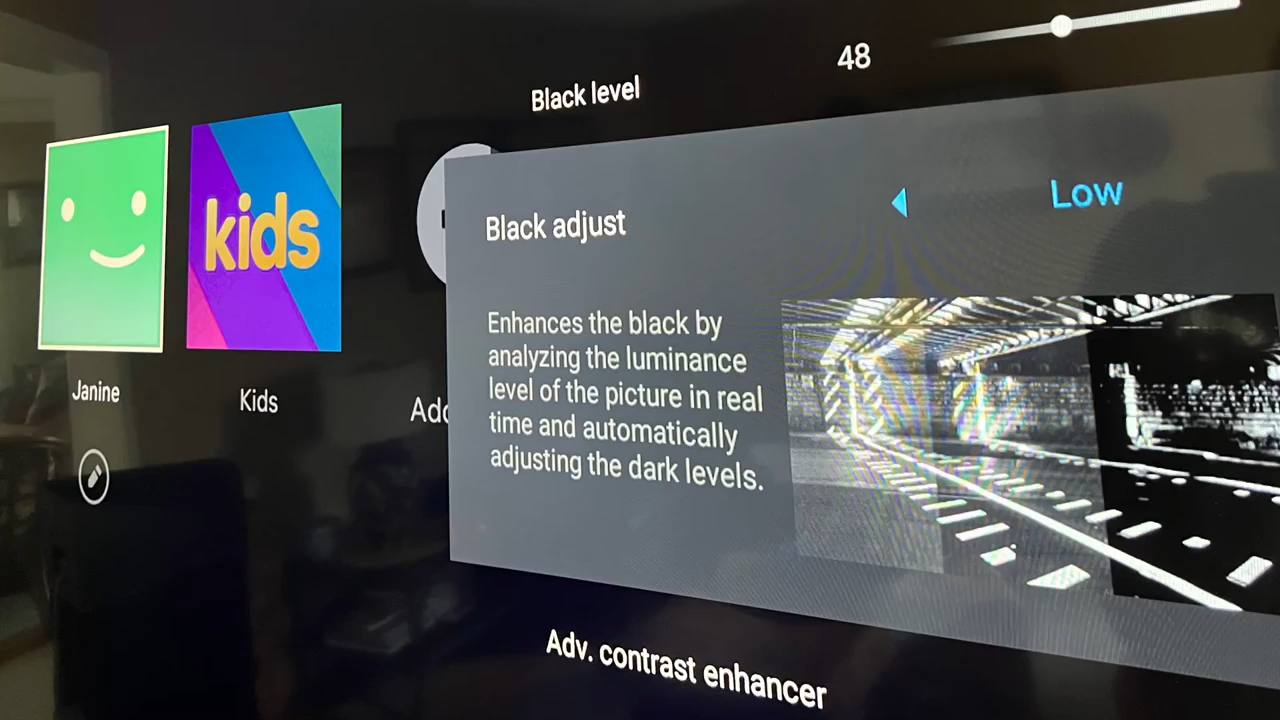 48
Black level
Low
Black adjust
kids
Enhances the black by
analyzing the luminance
level of the picture in real
time and automatically
adjusting the dark levels.
Janine
Kids
Adv. contrast enhancer